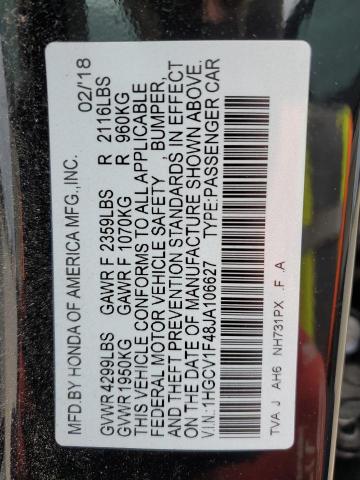 MFD.BY HONDA OF AMERICA MFG.,INC. 02/'18
GVWR 4299LBS GAWR F 2359LBS R 2116LBS
GVWR 1950KG GAWR F 1070KG R 960KG
THIS VEHICLE CONFORMS TO ALL APPLICABLE
FEDERAL MOTOR VEHICLE SAFETY , BUMPER,
AND THEFT PREVENTION STANDARDS IN EFFECT
ON THE DATE OF MANUFACTURE SHOWN ABOVE.
V.I.N.:1HGCV1F48JA106627 TYPE:PASSENGER CAR
TVA J AH6 NH731PX .F .A